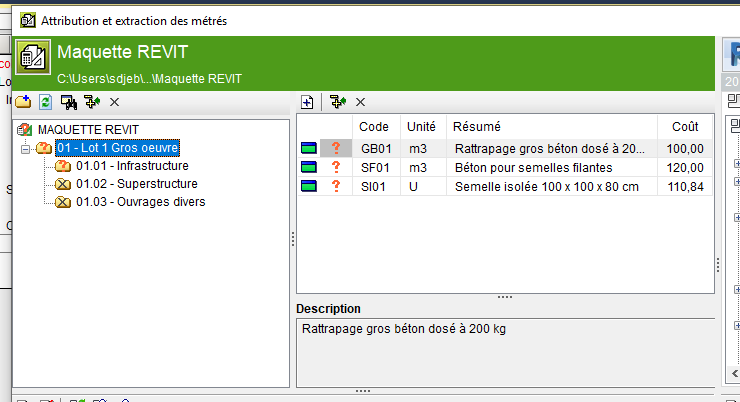 Attribution et extraction des métrés
Maquette REVIT
C:\Users\sdjeb/...\Maquette REVIT
MAQUETTE REVIT
01 - Lot 1 Gros oeuvre
01.01 - Infrastructure
01.02 - Superstructure
01.03 - Ouvrages divers
Code Unité Résumé Coût
GB01 m3 Rattrapage gros béton dosé à 20... 100,00
SF01 m3 Béton pour semelles filantes 120,00
SI01 U Semelle isolée 100 x 100 x 80 cm 110,84
Description
Rattrapage gros béton dosé à 200 kg